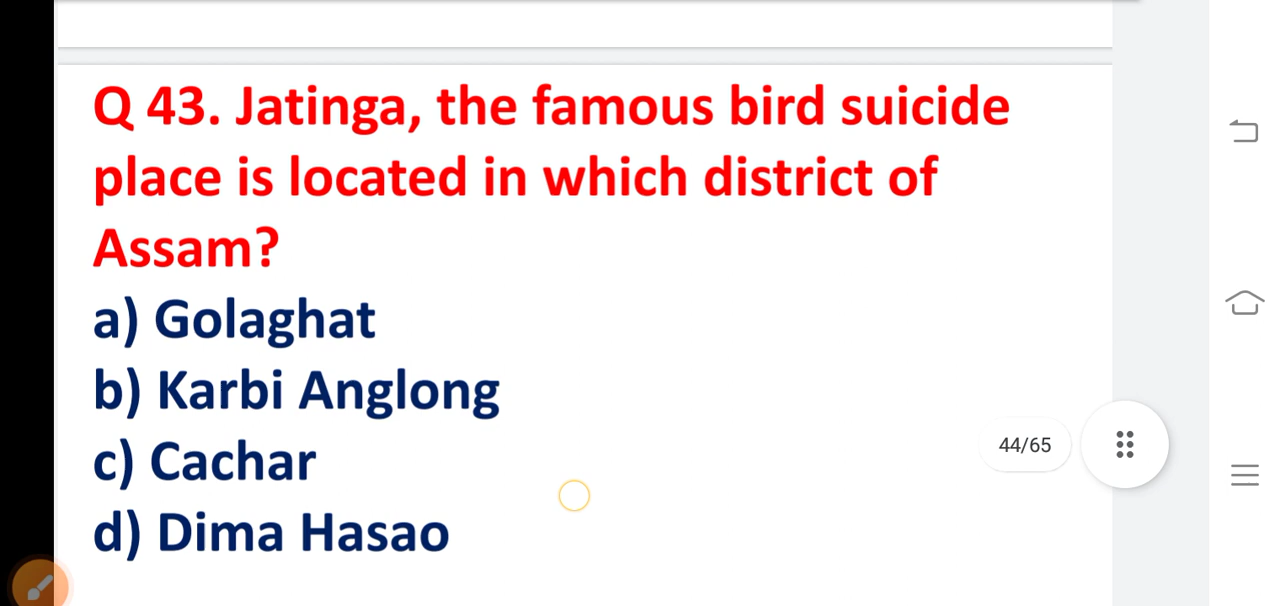 Q 43. Jatinga, the famous bird suicide
place is located in which district of
Assam?
a) Golaghat
b) Karbi Anglong
c) Cachar
44/65
d) Dima Hasao